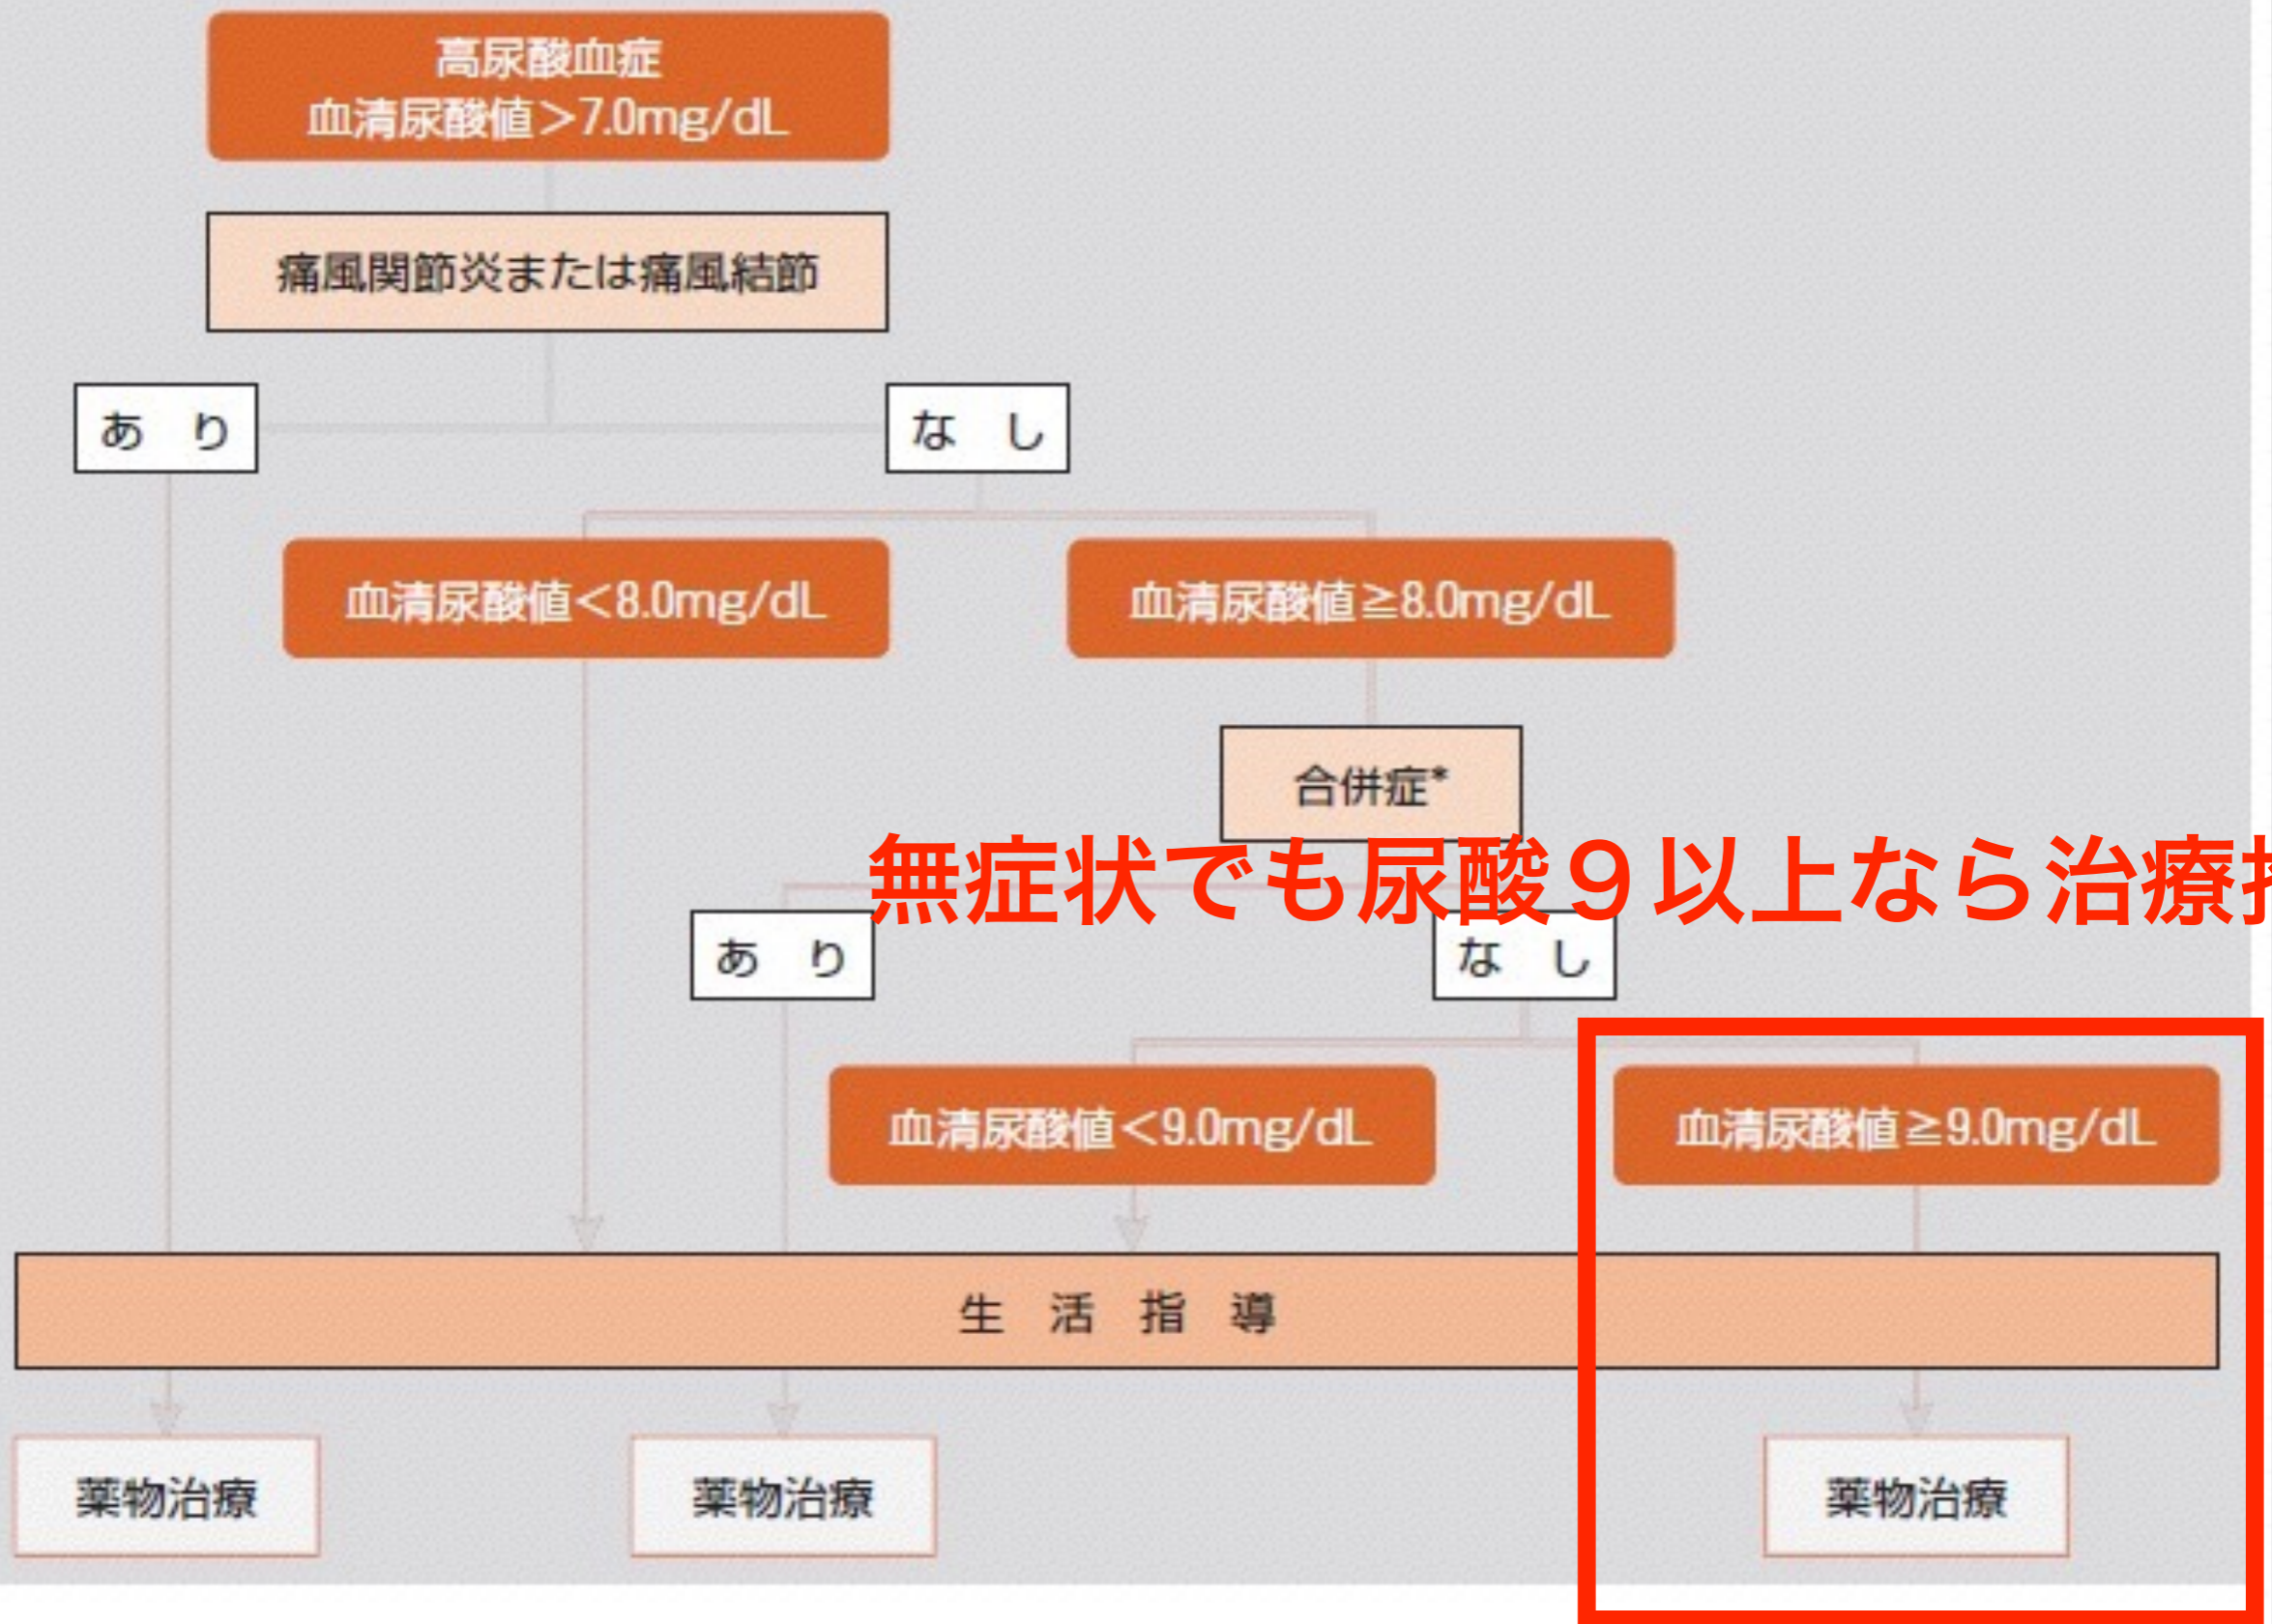 高尿酸血症
血清尿酸値>7.0mg/dL
痛風関節炎または痛風結節
あ り
な し
血清尿酸値<8.0mg/dL
血清尿酸値≧8.0mg/dL
合併症*
無症状でも尿酸9以上なら治療
あ り
な し
血清尿酸値<9.0mg/dL
血清尿酸値≧9.0mg/dL
生 活 指 導
薬物治療
薬物治療
薬物治療